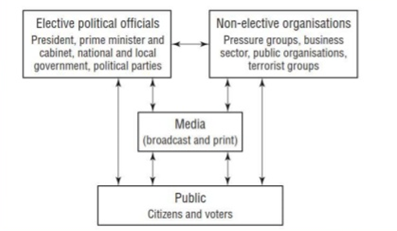 Elective political officials
President, prime minister and
cabinet, national and local
government, political parties
Non-elective organisations
Pressure groups, business
sector, public organisations,
terrorist groups
Media
(broadcast and print)
Public
Citizens and voters